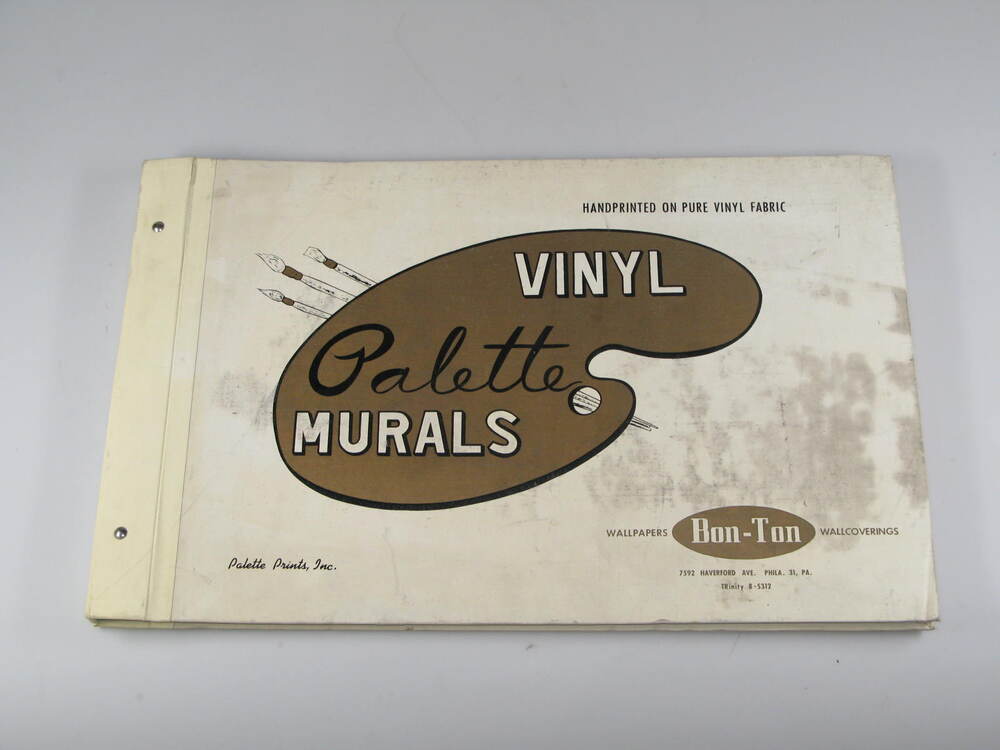 HANDPRINTED ON PURE VINYL FABRIC
VINYL
Palette
MURALS
WALLPAPERS Bon-Ton WALLCOVERINGS
7592 HAVERFORD AVE. PHILA. 31, PA.
TRinity 8-5312
Palette Prints, Inc.